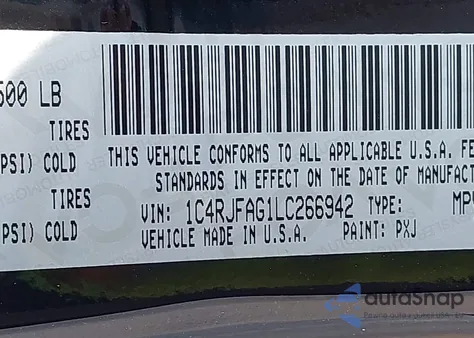 500 LB
TIRES
PSI) COLD
THIS VEHICLE CONFORMS TO ALL APPLICABLE U.S.A. FE
STANDARDS IN EFFECT ON THE DATE OF MANUFACT
TIRES
VIN: 1C4RJFAG1LC266942 TYPE: MP
PSI) COLD
VEHICLE MADE IN U.S.A. PAINT: PXJ
autoSnap